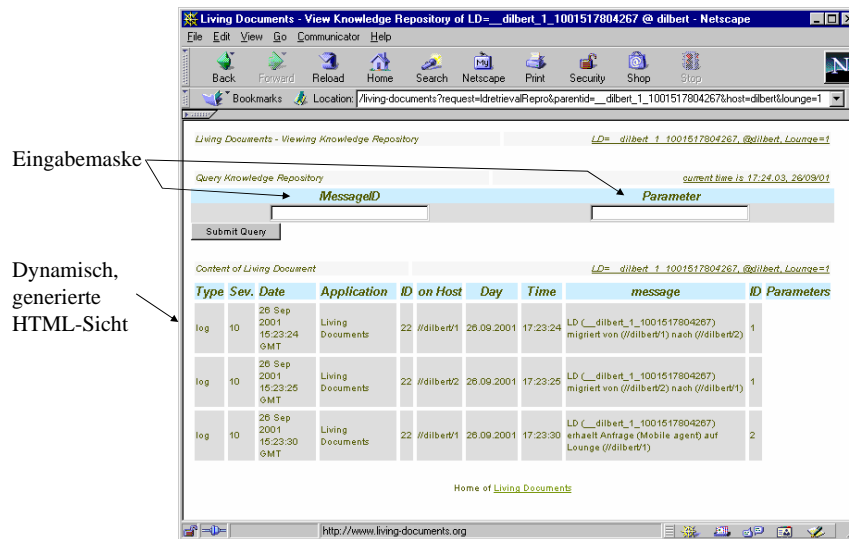 Living Documents - View Knowledge Repository of LD=__dilbert_1_1001517804267 @ dilbert - Netscape
File Edit View Go Communicator Help
Back Forward Reload Home Search Netscape Print Security Shop Stop
My
N
Bookmarks Location: /living-documents?request=ldretrievalRepro&parentid=__dilbert_1_1001517804267&host=dilbert&lounge=1
Living Documents - Viewing Knowledge Repository LD=__dilbert_1_1001517804267, @dilbert, Lounge=1
Eingabemaske
Query Knowledge Repository current time is 17:24.03, 26/09/01
MessageID Parameter
Submit Query
Dynamisch,
generierte
HTML-Sicht
Content of Living Document LD=__dilbert_1_1001517804267, @dilbert, Lounge=1
Type Sev. Date Application ID on Host Day Time message ID Parameters
log 10 26 Sep 2001 15:23:24 GMT Living Documents 22 //dilbert/1 26.09.2001 17:23:24 LD (__dilbert_1_1001517804267) migriert von (//dilbert/1) nach (//dilbert/2) 1
log 10 26 Sep 2001 15:23:25 GMT Living Documents 22 //dilbert/2 26.09.2001 17:23:25 LD (__dilbert_1_1001517804267) migriert von (//dilbert/2) nach (//dilbert/1) 1
log 10 26 Sep 2001 15:23:30 GMT Living Documents 22 //dilbert/1 26.09.2001 17:23:30 LD (__dilbert_1_1001517804267) erhaelt Anfrage (Mobile agent) auf Lounge (//dilbert/1) 2
Home of Living Documents
http://www.living-documents.org